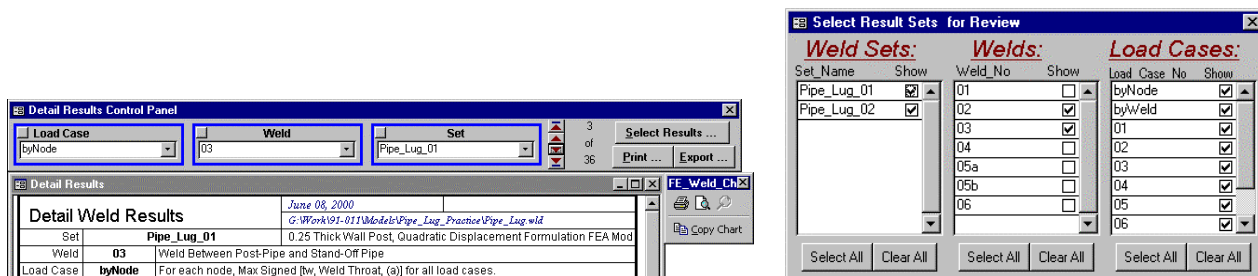 Detail Results Control Panel
Load Case Weld Set
byNode 03 Pipe_Lug_01
3 of 36
Select Results ...
Print ... Export ...
Detail Results
Detail Weld Results
June 08, 2000
G:\Work\91-011\Models\Pipe_Lug_Practice\Pipe_Lug.wld
Set Pipe_Lug_01 0.25 Thick Wall Post, Quadratic Displacement Formulation FEA Mod
Weld 03 Weld Between Post-Pipe and Stand-Off Pipe
Load Case byNode For each node, Max Signed [tw, Weld Throat, (a)] for all load cases.
FE_Weld_Ch
Copy Chart
Select Result Sets for Review
Weld Sets: Welds: Load Cases:
Set_Name Show Weld_No Show Load_Case_No Show
Pipe_Lug_01 01 byNode
Pipe_Lug_02 02 byWeld
03 01
04 02
05a 03
05b 04
06 05
06
Select All Clear All Select All Clear All Select All Clear All